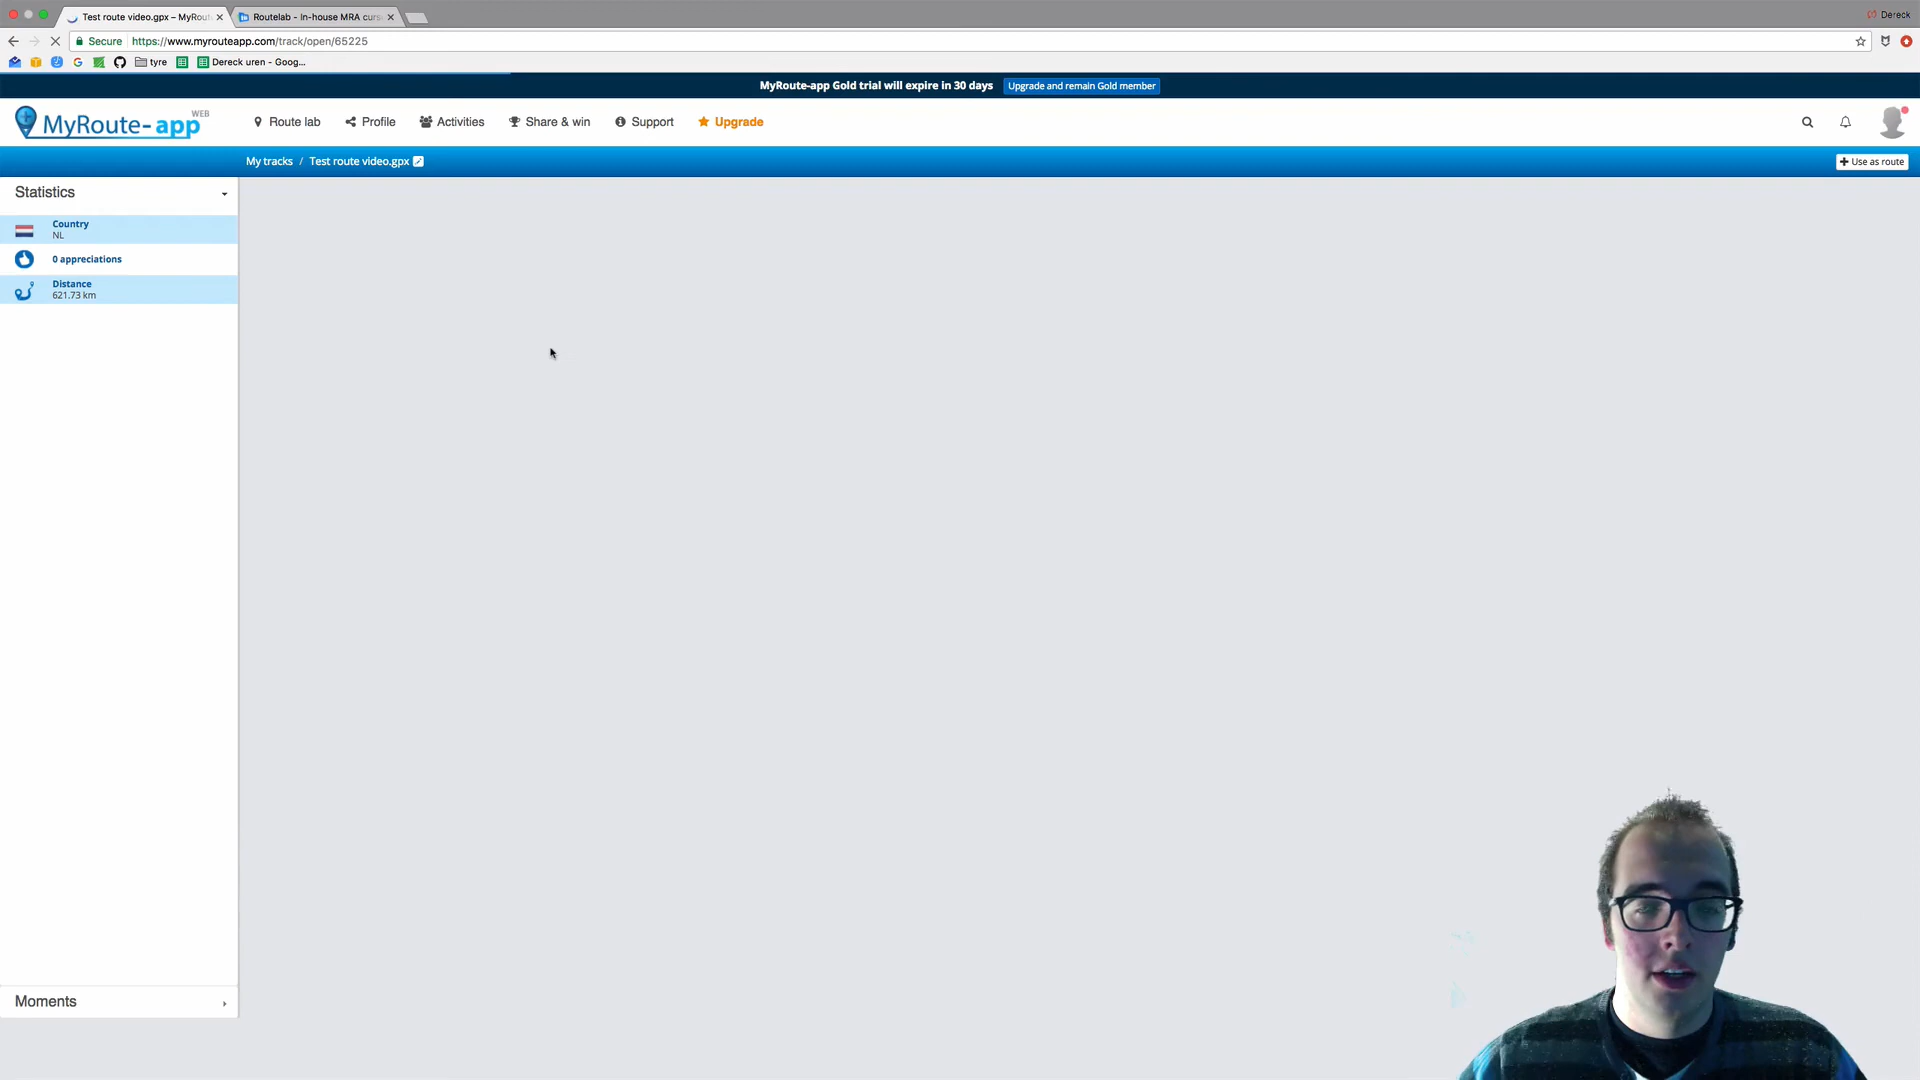 Test route video.gpx – MyRout
Routelab - In-house MRA curs
Dereck
Secure
https://www.myrouteapp.com/track/open/65225
tyre
Dereck uren - Goog...
MyRoute-app Gold trial will expire in 30 days
Upgrade and remain Gold member
MyRoute-app WEB
Route lab
Profile
Activities
Share & win
Support
Upgrade
My tracks / Test route video.gpx
Use as route
Statistics
Country
NL
0 appreciations
Distance
621.73 km
Moments